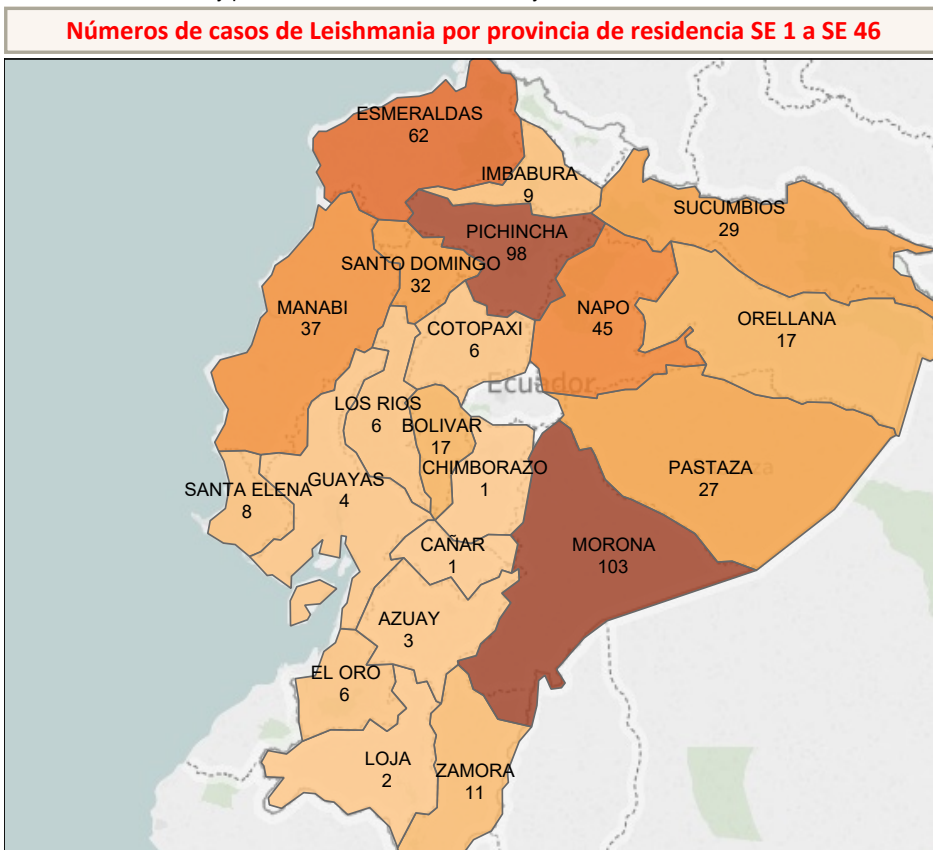 Números de casos de Leishmania por provincia de residencia SE 1 a SE 46
ESMERALDAS
62
IMBABURA
9
SUCUMBIOS
29
PICHINCHA
98
SANTO DOMINGO
32
MANABI
37
COTOPAXI
6
NAPO
45
ORELLANA
17
Ecuador
LOS RIOS
6
BOLIVAR
17
CHIMBORAZO
1
PASTAZA
27
SANTA ELENA
8
GUAYAS
4
CAÑAR
1
MORONA
103
AZUAY
3
EL ORO
6
LOJA
2
ZAMORA
11